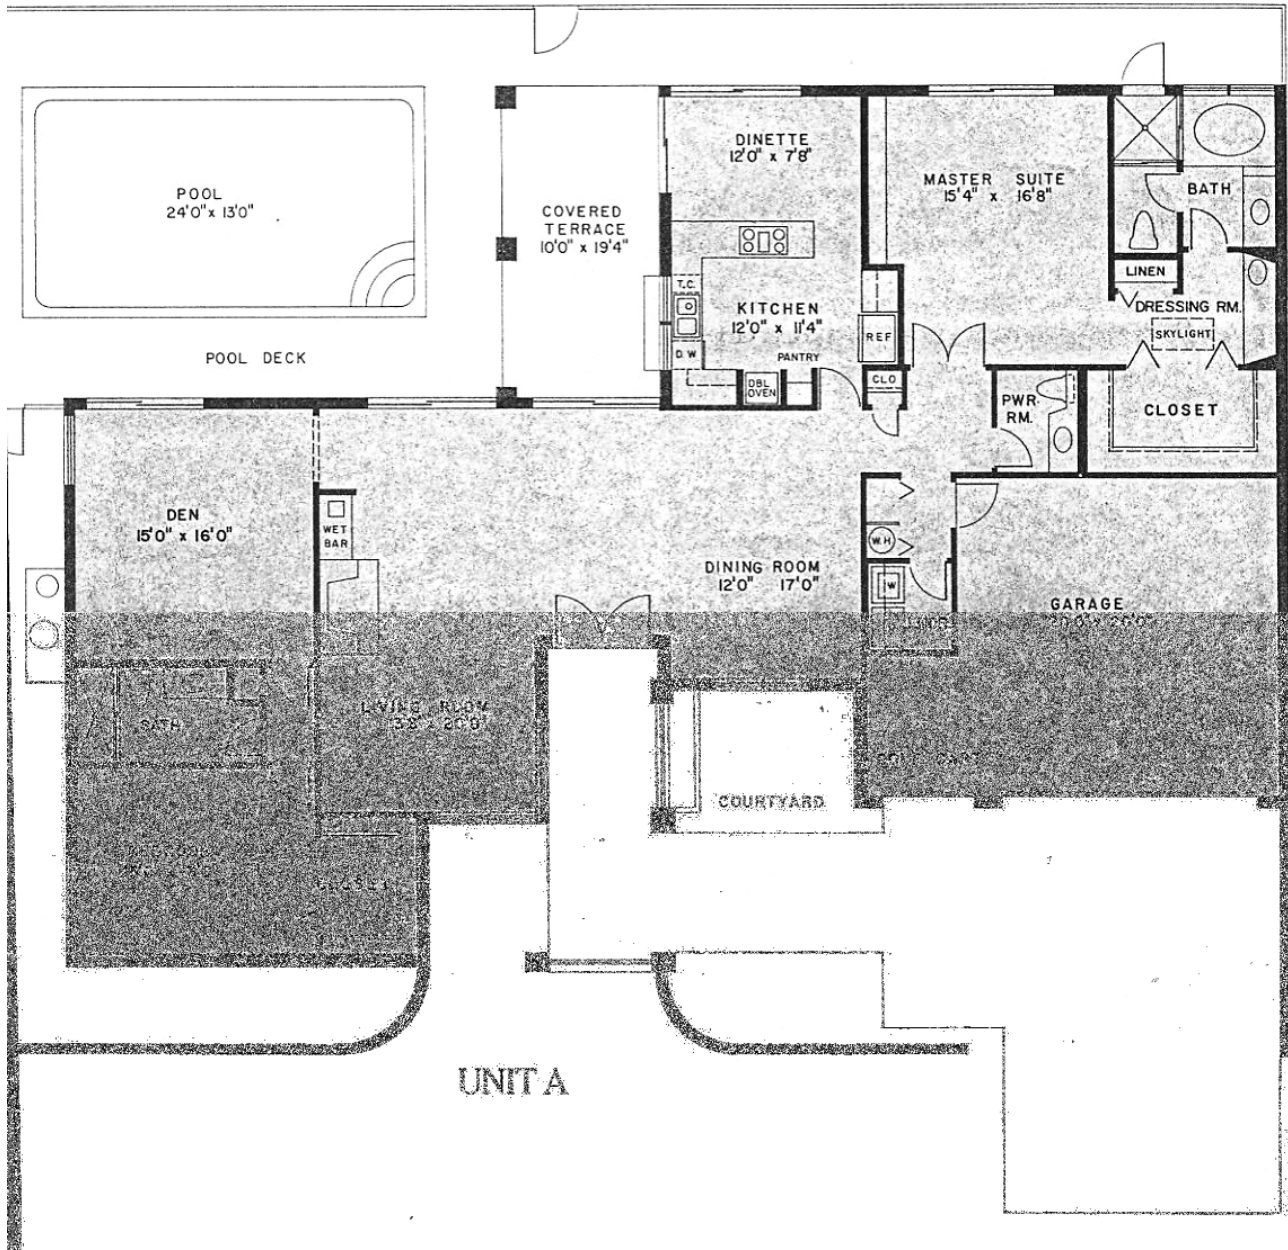 POOL
24'0" x 13'0"
COVERED
TERRACE
10'0" x 19'4"
POOL DECK
DINETTE
12'0" x 7'8"
KITCHEN
12'0" x 11'4"
T.C.
D.W
DBL
OVEN
PANTRY
REF
MASTER SUITE
15'4" x 16'8"
BATH
LINEN
DRESSING RM.
SKYLIGHT
CLOSET
CLO
PWR
RM.
DEN
15'0" x 16'0"
WET
BAR
DINING ROOM
12'0" 17'0"
W.H
W
GARAGE
LIVING ROOM
BATH
COURTYARD
CLOSET
UNIT A